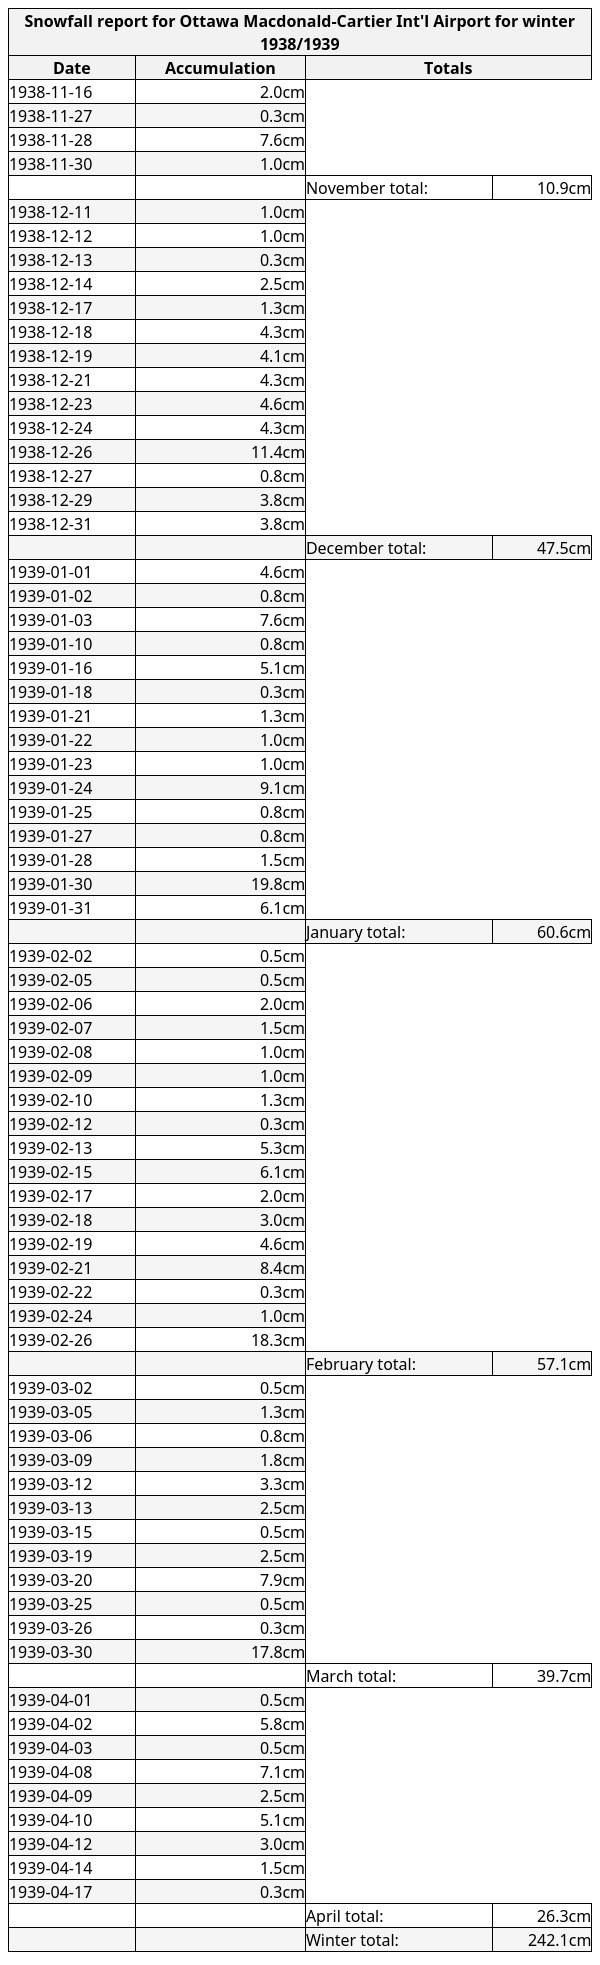 Snowfall report for Ottawa Macdonald-Cartier Int'l Airport for winter
1938/1939
Date Accumulation Totals
1938-11-16 2.0cm
1938-11-27 0.3cm
1938-11-28 7.6cm
1938-11-30 1.0cm
November total: 10.9cm
1938-12-11 1.0cm
1938-12-12 1.0cm
1938-12-13 0.3cm
1938-12-14 2.5cm
1938-12-17 1.3cm
1938-12-18 4.3cm
1938-12-19 4.1cm
1938-12-21 4.3cm
1938-12-23 4.6cm
1938-12-24 4.3cm
1938-12-26 11.4cm
1938-12-27 0.8cm
1938-12-29 3.8cm
1938-12-31 3.8cm
December total: 47.5cm
1939-01-01 4.6cm
1939-01-02 0.8cm
1939-01-03 7.6cm
1939-01-10 0.8cm
1939-01-16 5.1cm
1939-01-18 0.3cm
1939-01-21 1.3cm
1939-01-22 1.0cm
1939-01-23 1.0cm
1939-01-24 9.1cm
1939-01-25 0.8cm
1939-01-27 0.8cm
1939-01-28 1.5cm
1939-01-30 19.8cm
1939-01-31 6.1cm
January total: 60.6cm
1939-02-02 0.5cm
1939-02-05 0.5cm
1939-02-06 2.0cm
1939-02-07 1.5cm
1939-02-08 1.0cm
1939-02-09 1.0cm
1939-02-10 1.3cm
1939-02-12 0.3cm
1939-02-13 5.3cm
1939-02-15 6.1cm
1939-02-17 2.0cm
1939-02-18 3.0cm
1939-02-19 4.6cm
1939-02-21 8.4cm
1939-02-22 0.3cm
1939-02-24 1.0cm
1939-02-26 18.3cm
February total: 57.1cm
1939-03-02 0.5cm
1939-03-05 1.3cm
1939-03-06 0.8cm
1939-03-09 1.8cm
1939-03-12 3.3cm
1939-03-13 2.5cm
1939-03-15 0.5cm
1939-03-19 2.5cm
1939-03-20 7.9cm
1939-03-25 0.5cm
1939-03-26 0.3cm
1939-03-30 17.8cm
March total: 39.7cm
1939-04-01 0.5cm
1939-04-02 5.8cm
1939-04-03 0.5cm
1939-04-08 7.1cm
1939-04-09 2.5cm
1939-04-10 5.1cm
1939-04-12 3.0cm
1939-04-14 1.5cm
1939-04-17 0.3cm
April total: 26.3cm
Winter total: 242.1cm